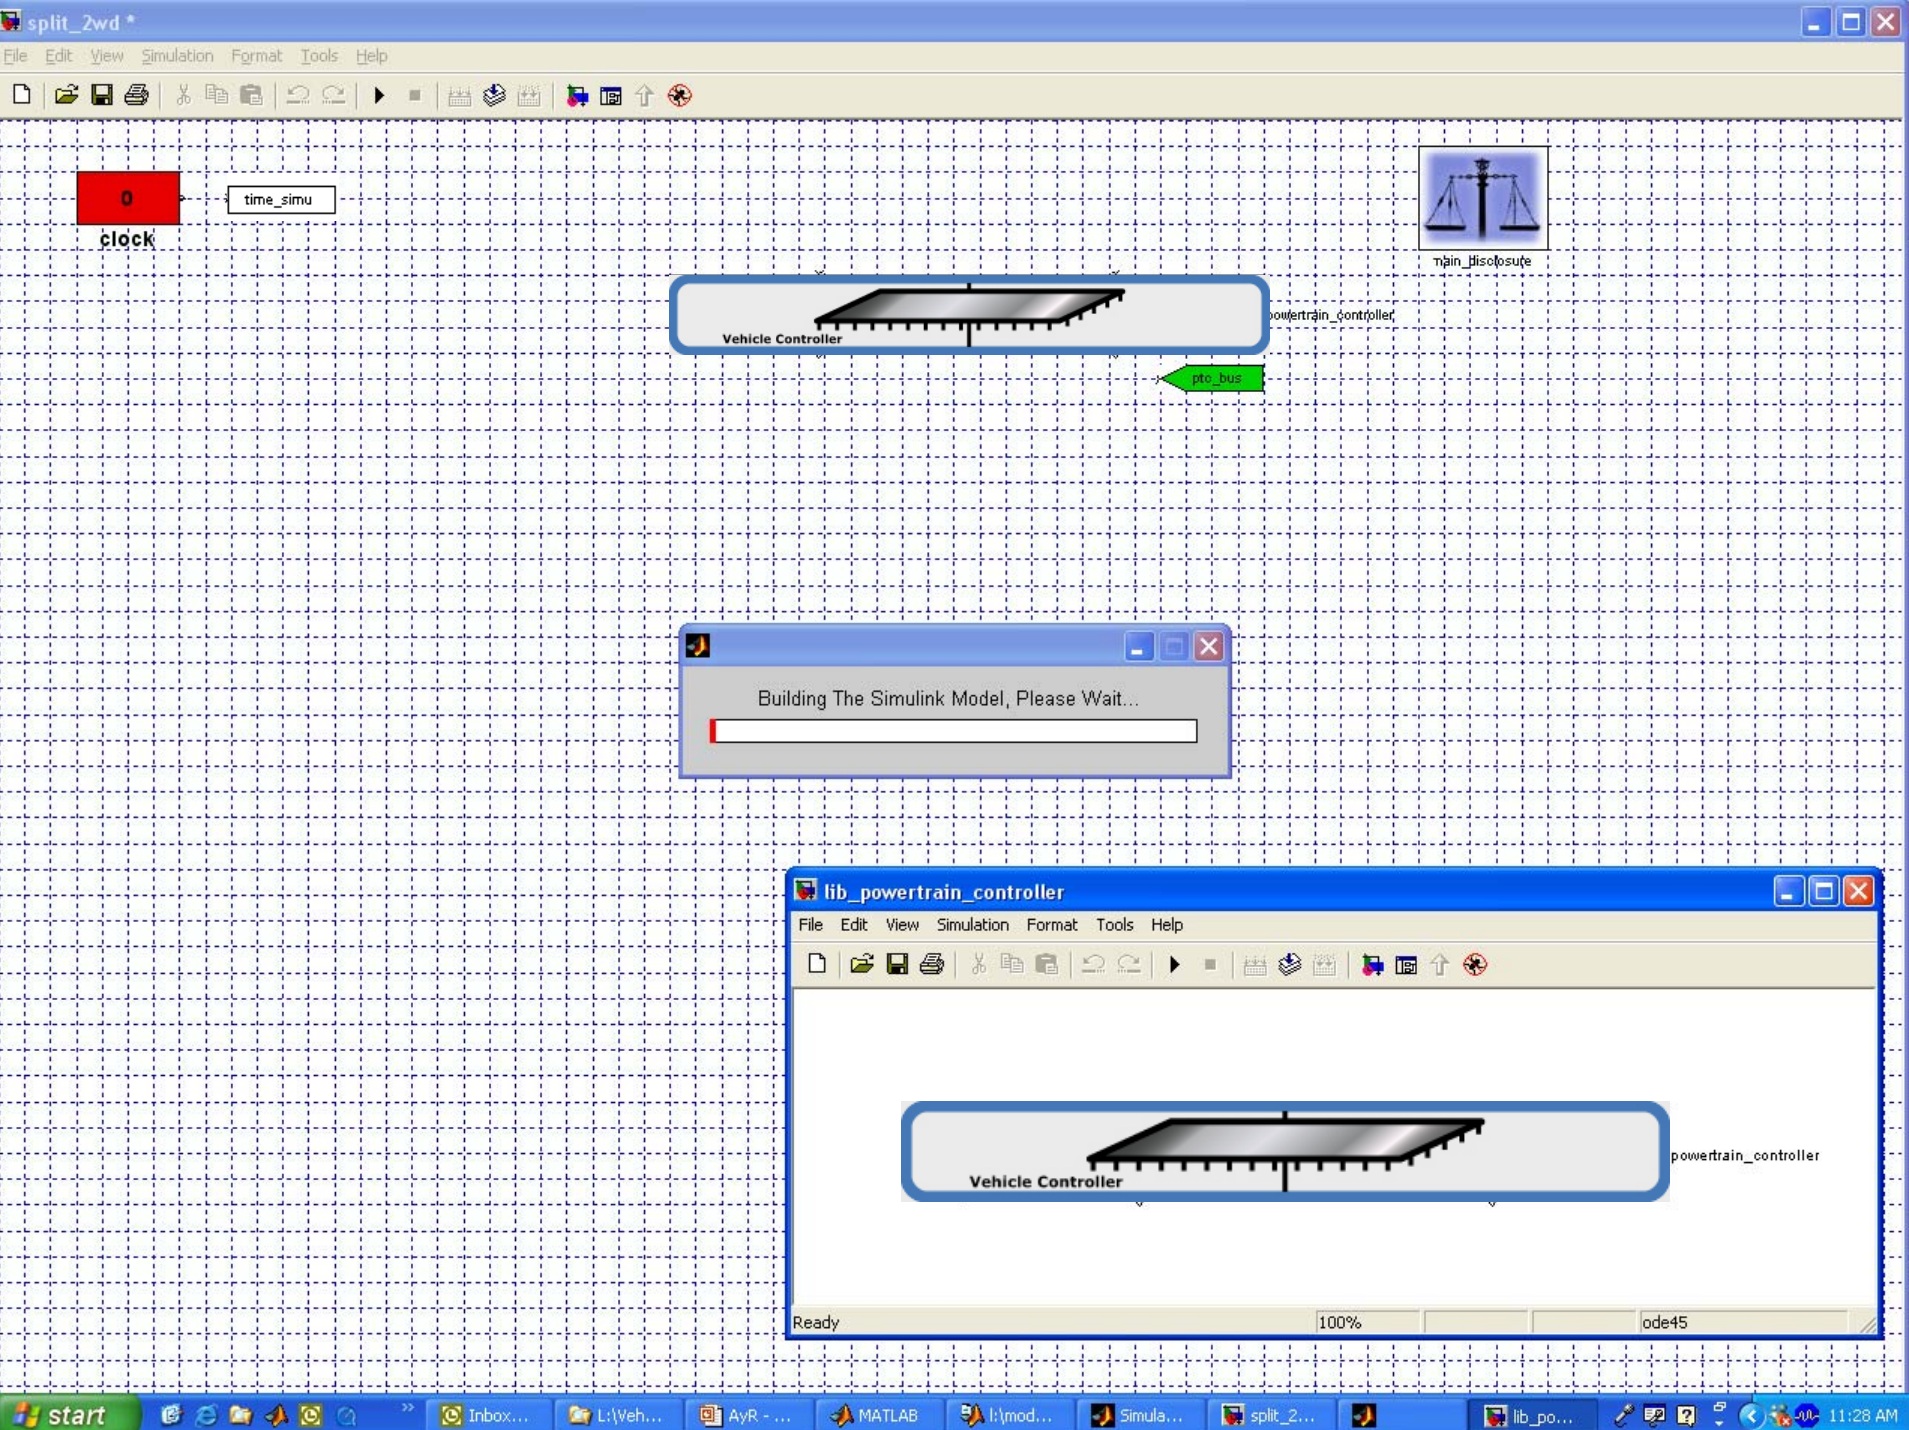 split_2wd *
File Edit View Simulation Format Tools Help
0
time_simu
clock
main_disclosure
Vehicle Controller
powertrain_controller
ptc_bus
Building The Simulink Model, Please Wait...
lib_powertrain_controller
File Edit View Simulation Format Tools Help
Vehicle Controller
powertrain_controller
Ready 100% ode45
start Inbox... L:\Veh... AyR - ... MATLAB I:\mod... Simula... split_2... lib_po... 11:28 AM